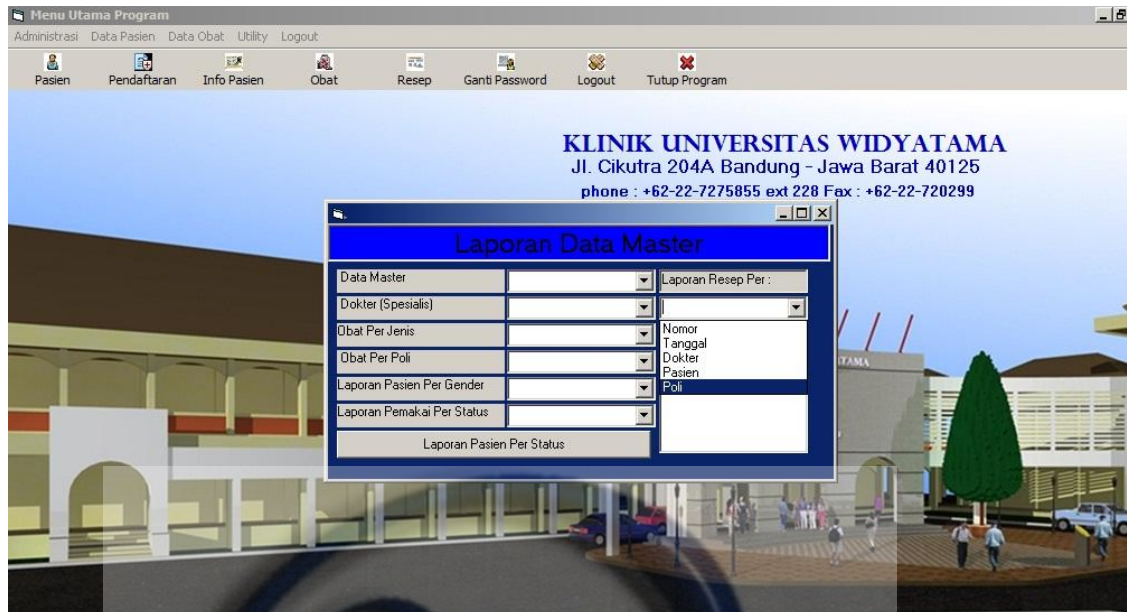 Menu Utama Program
Administrasi Data Pasien Data Obat Utility Logout
Pasien Pendaftaran Info Pasien Obat Resep Ganti Password Logout Tutup Program
KLINIK UNIVERSITAS WIDYATAMA
Jl. Cikutra 204A Bandung - Jawa Barat 40125
phone : +62-22-7275855 ext 228 Fax : +62-22-720299
Laporan Data Master
Data Master
Laporan Resep Per :
Dokter (Spesialis)
Obat Per Jenis
Obat Per Poli
Laporan Pasien Per Gender
Laporan Pemakai Per Status
Laporan Pasien Per Status
Nomor
Tanggal
Dokter
Pasien
Poli